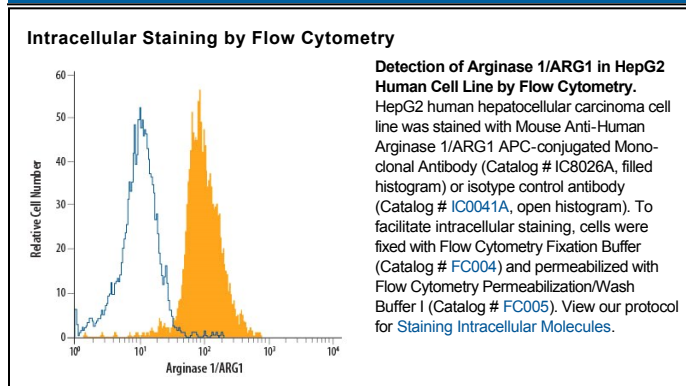 Intracellular Staining by Flow Cytometry
60
50
40
30
20
10
0
Relative Cell Number
10⁰ 10¹ 10² 10³ 10⁴
Arginase 1/ARG1
Detection of Arginase 1/ARG1 in HepG2
Human Cell Line by Flow Cytometry.
HepG2 human hepatocellular carcinoma cell
line was stained with Mouse Anti-Human
Arginase 1/ARG1 APC-conjugated Mono-
clonal Antibody (Catalog # IC8026A, filled
histogram) or isotype control antibody
(Catalog # IC0041A, open histogram). To
facilitate intracellular staining, cells were
fixed with Flow Cytometry Fixation Buffer
(Catalog # FC004) and permeabilized with
Flow Cytometry Permeabilization/Wash
Buffer I (Catalog # FC005). View our protocol
for Staining Intracellular Molecules.